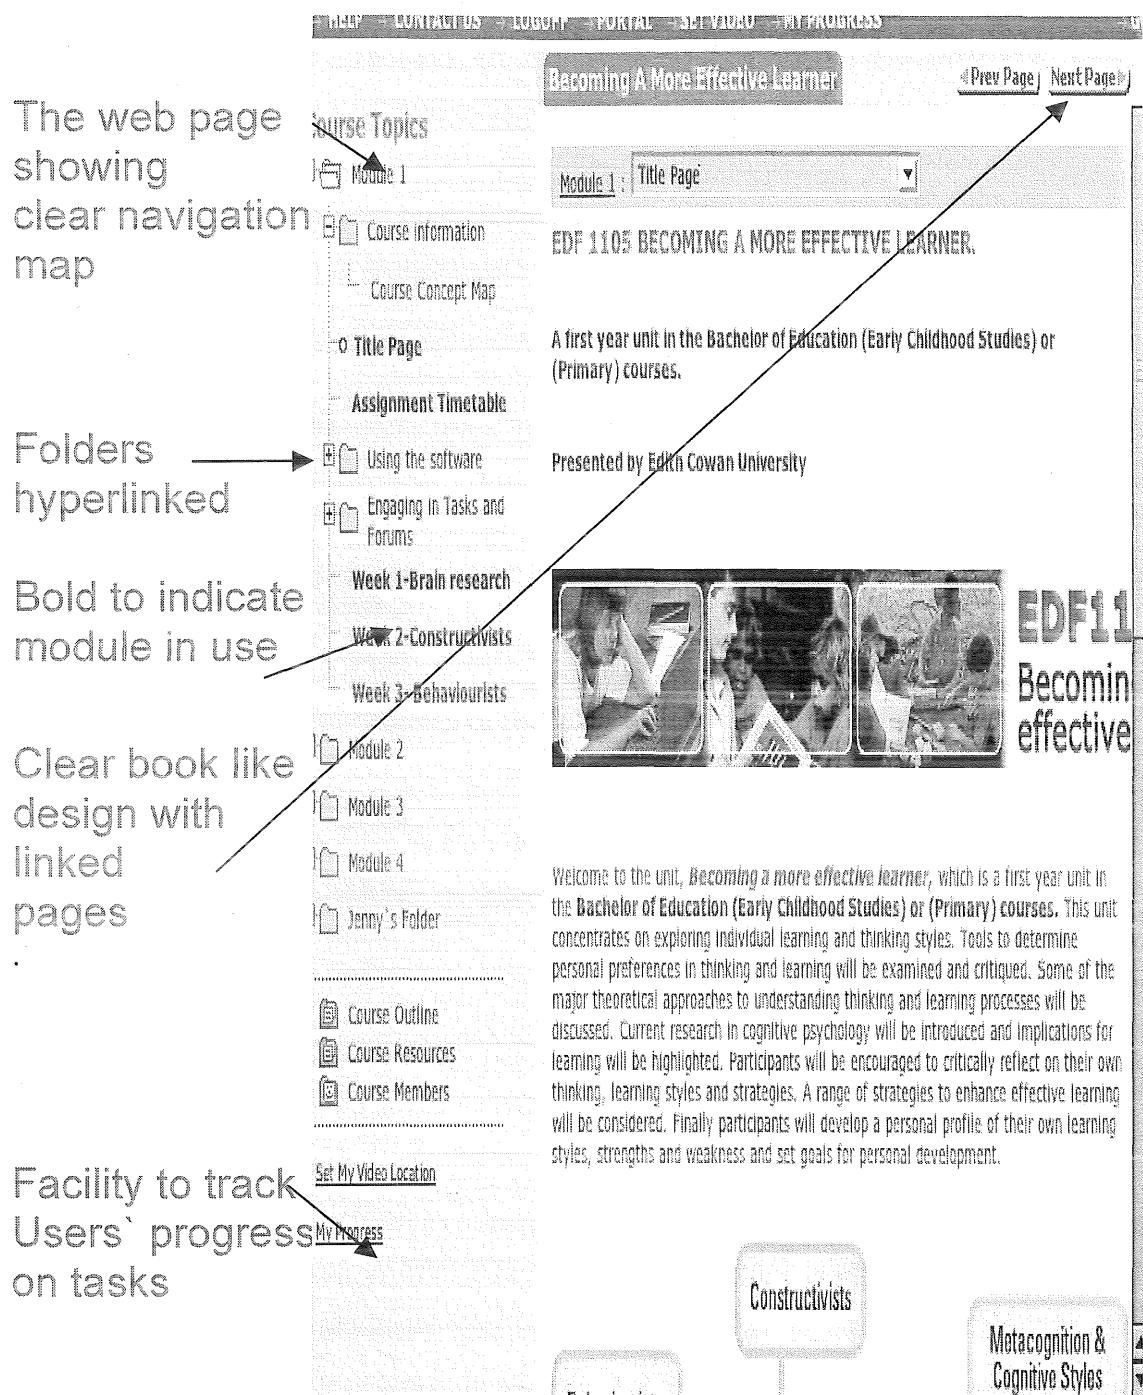 HELP → CONTACT US → LOGOFF → PORTAL → SET VIDEO → MY PROGRESS
Becoming A More Effective Learner
Prev Page
Next Page
The web page
showing
clear navigation
map
Folders
hyperlinked
Bold to indicate
module in use
Clear book like
design with
linked
pages
.
Facility to track
Users` progress
on tasks
ourse Topics
Module 1
Course information
Course Concept Map
Title Page
Assignment Timetable
Using the software
Engaging in Tasks and
Forums
Week 1-Brain research
Week 2-Constructivists
Week 3-Behaviourists
Module 2
Module 3
Module 4
Jenny`s Folder
Course Outline
Course Resources
Course Members
Set My Video Location
My Progress
Module 1 : Title Page
EDF 1105 BECOMING A MORE EFFECTIVE LEARNER.
A first year unit in the Bachelor of Education (Early Childhood Studies) or
(Primary) courses.
Presented by Edith Cowan University
EDF11
Becomin
effective
Welcome to the unit, Becoming a more effective learner, which is a first year unit in
the Bachelor of Education (Early Childhood Studies) or (Primary) courses. This unit
concentrates on exploring individual learning and thinking styles. Tools to determine
personal preferences in thinking and learning will be examined and critiqued. Some of the
major theoretical approaches to understanding thinking and learning processes will be
discussed. Current research in cognitive psychology will be introduced and implications for
learning will be highlighted. Participants will be encouraged to critically reflect on their own
thinking, learning styles and strategies. A range of strategies to enhance effective learning
will be considered. Finally participants will develop a personal profile of their own learning
styles, strengths and weakness and set goals for personal development.
Constructivists
Metacognition &
Cognitive Styles